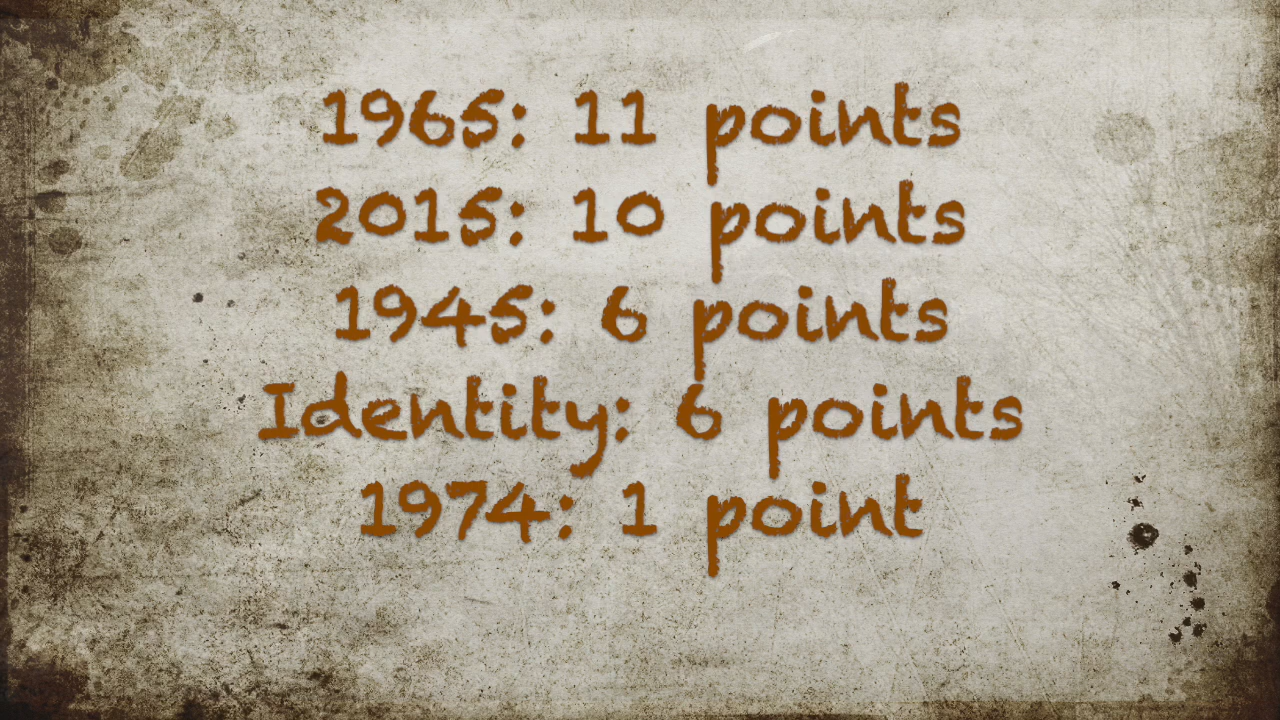 1965: 11 points
2015: 10 points
1945: 6 points
Identity: 6 points
1974: 1 point